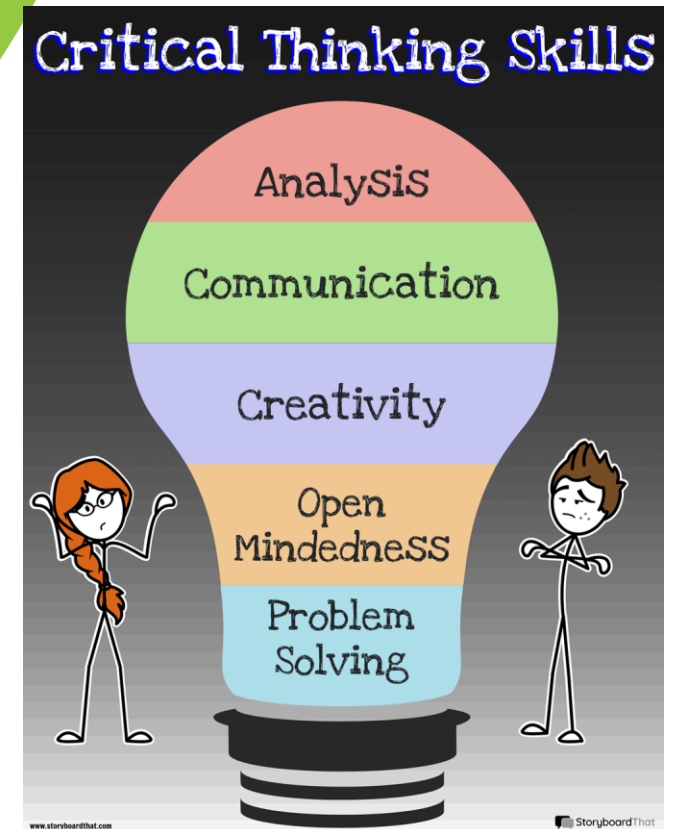 Critical Thinking Skills
Analysis
Communication
Creativity
Open
Mindedness
Problem
Solving
www.storyboardthat.com
StoryboardThat